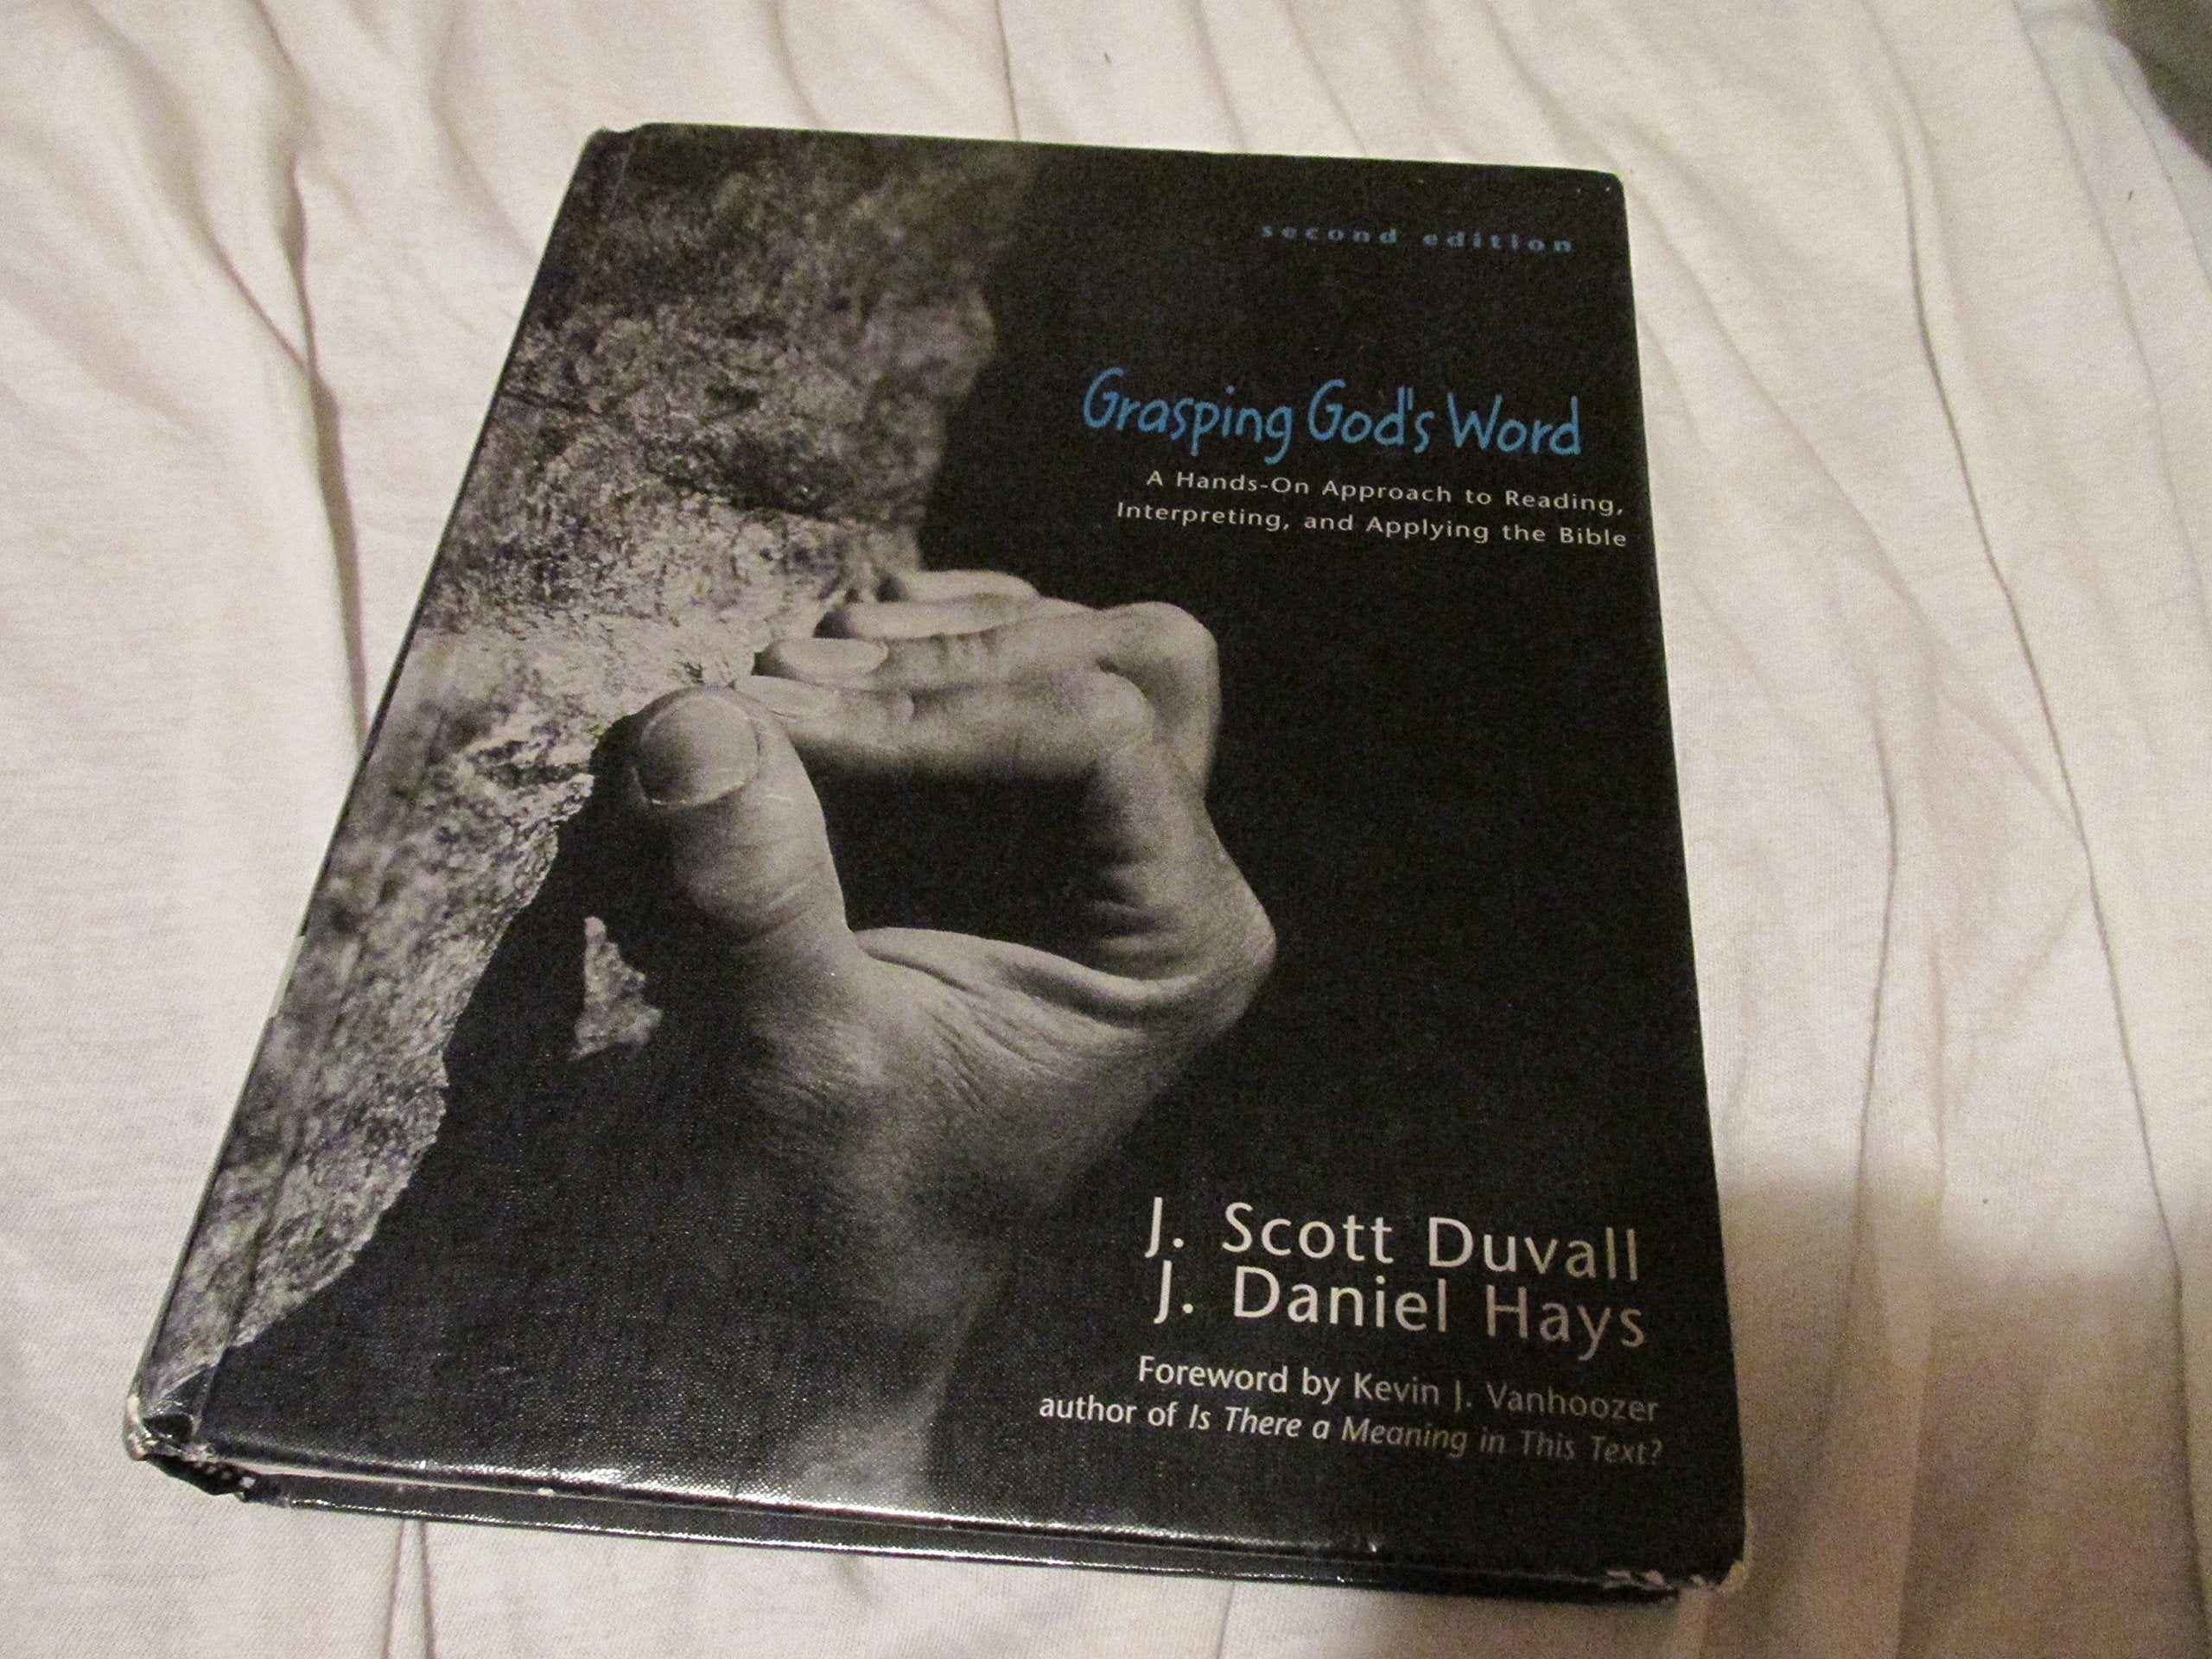 second edition
Grasping God's Word
A Hands-On Approach to Reading,
Interpreting, and Applying the Bible
J. Scott Duvall
J. Daniel Hays
Foreword by Kevin J. Vanhoozer
author of Is There a Meaning in This Text?